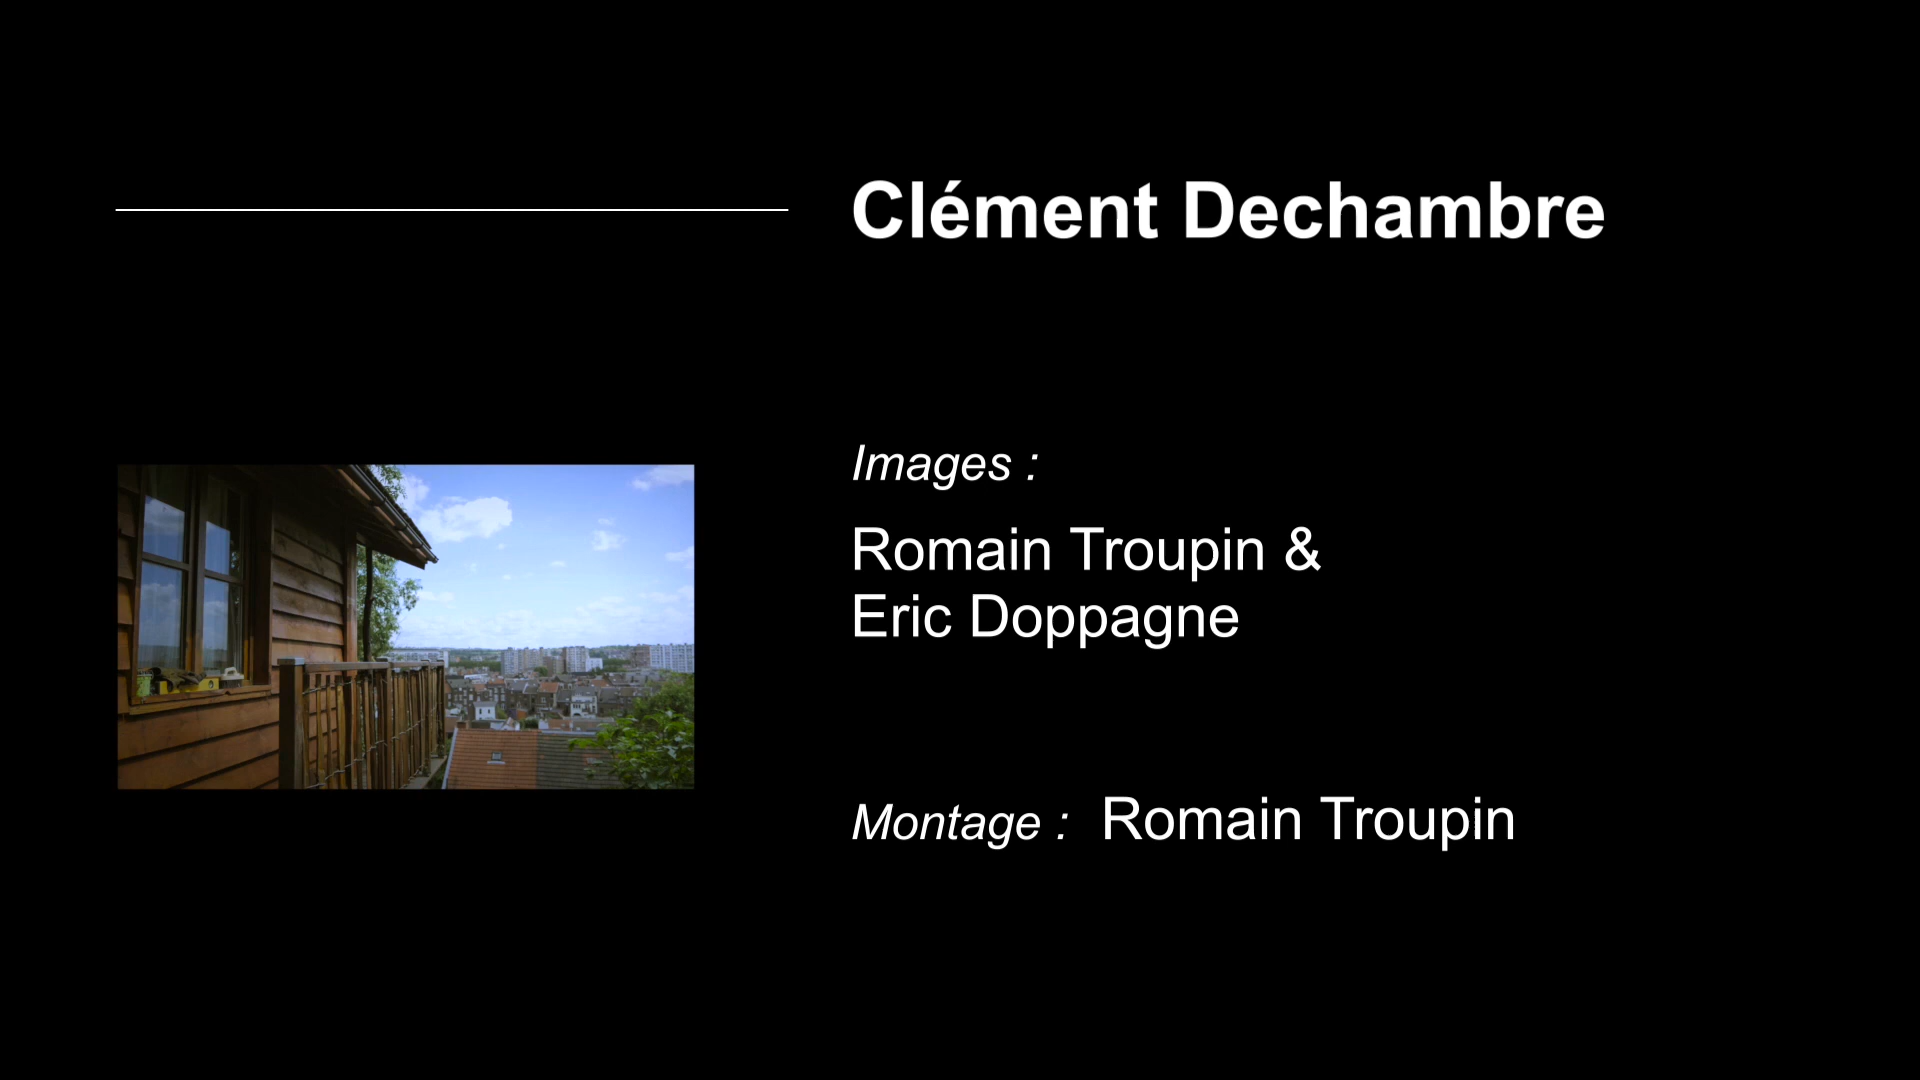 Clément Dechambre
Images :
Romain Troupin &
Eric Doppagne
Montage : Romain Troupin